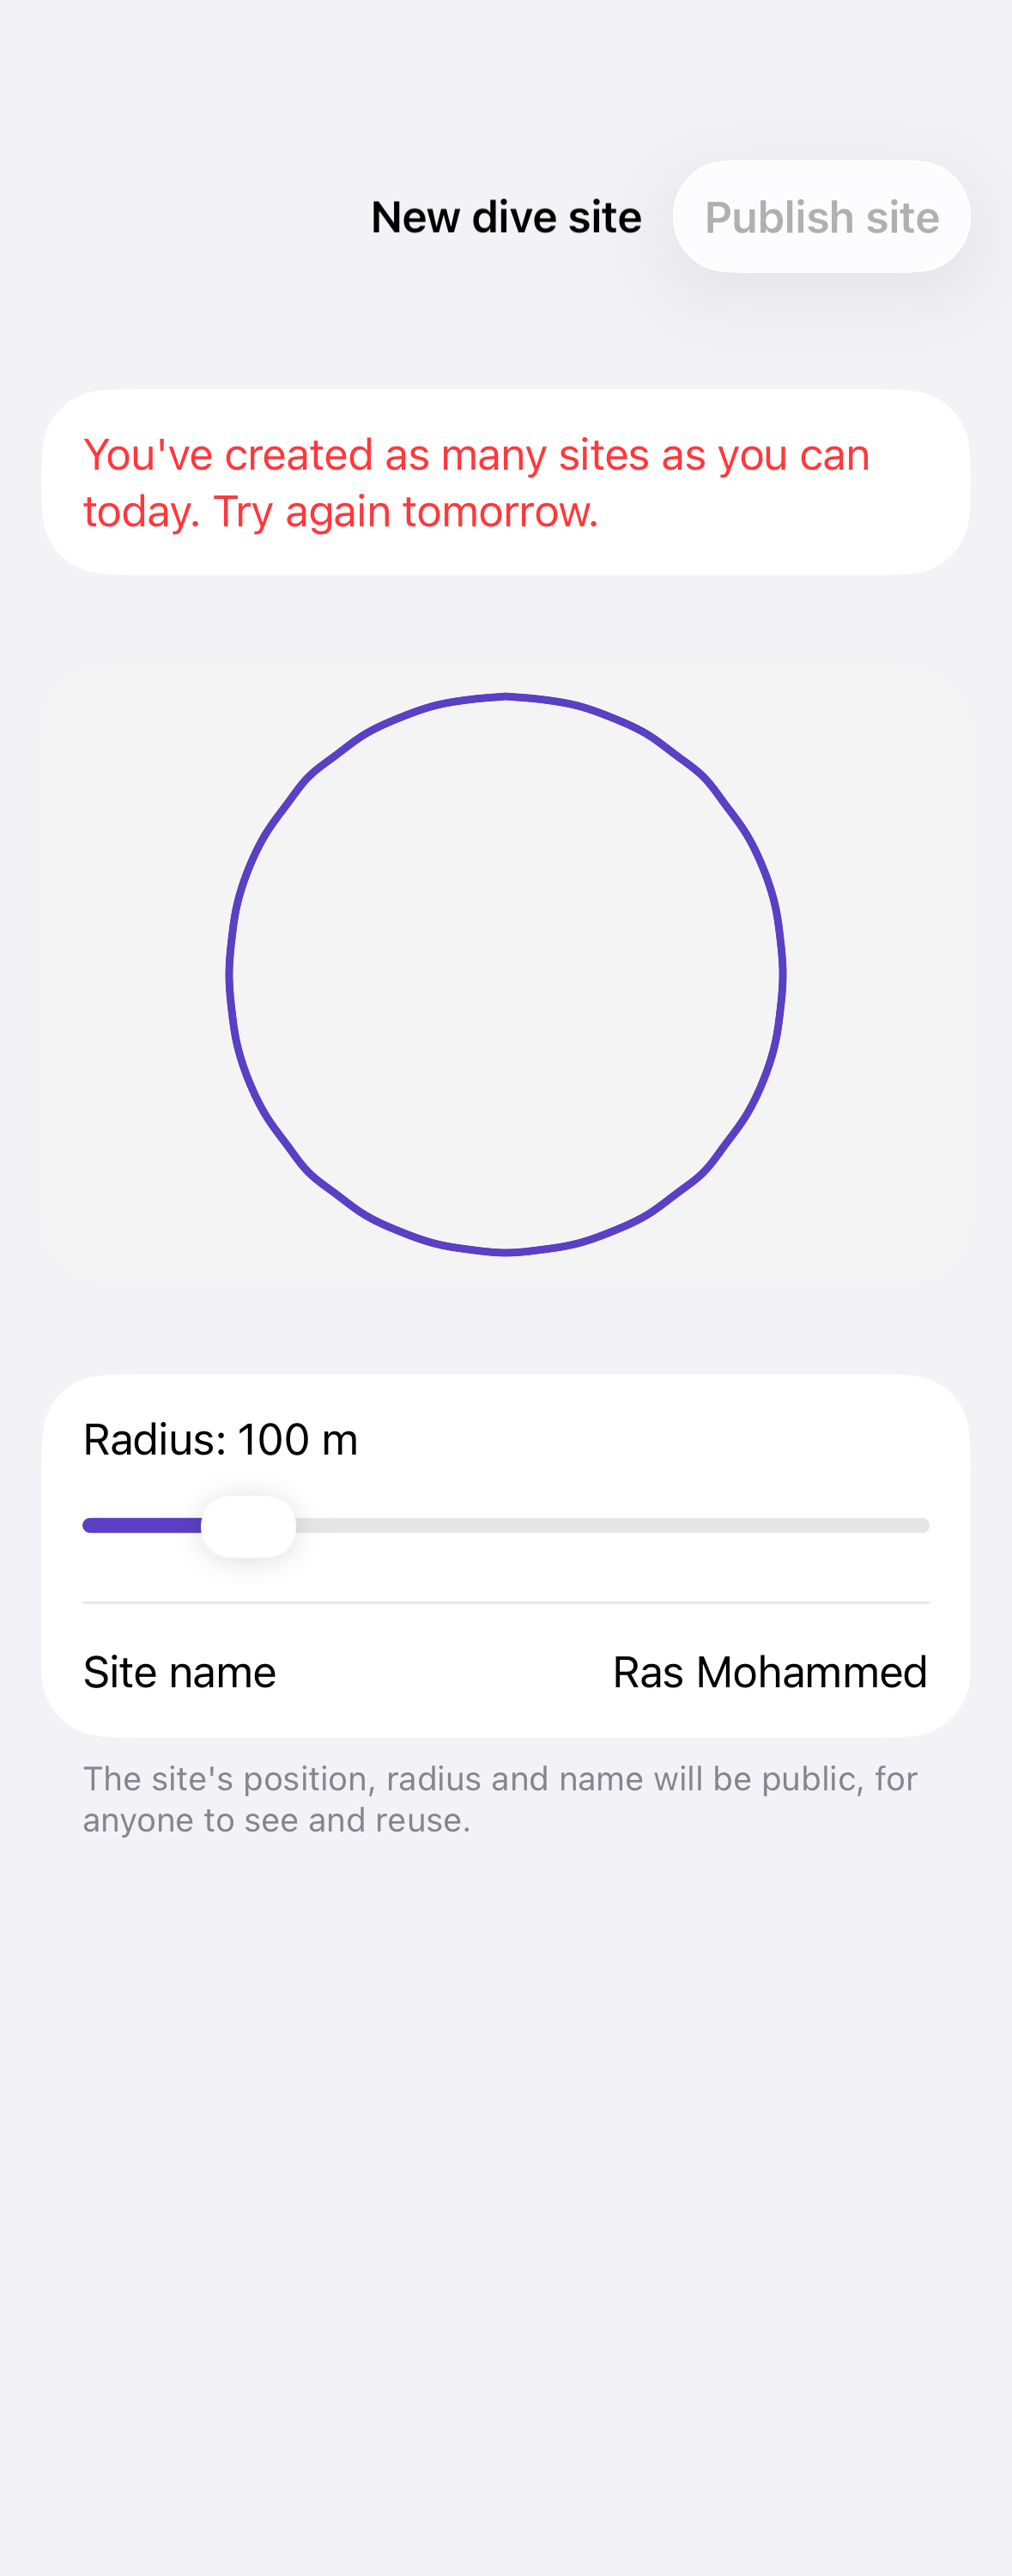 New dive site
Publish site
You've created as many sites as you can
today. Try again tomorrow.
Radius: 100 m
Site name
Ras Mohammed
The site's position, radius and name will be public, for
anyone to see and reuse.